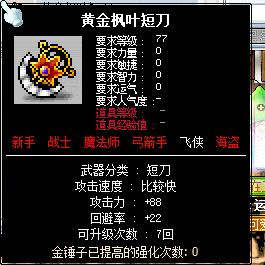 黄金枫叶短刀
要求等级： 77
要求力量： 0
要求敏捷： 0
要求智力： 0
要求运气： 0
要求人气度：-
道具等级： -
道具经验值： -
新手 战士 魔法师 弓箭手 飞侠 海盗
武器分类 ： 短刀
攻击速度 ： 比较快
攻击力 ： +88
回避率 ： +22
可升级次数 ： 7回
金锤子已提高的强化次数: 0